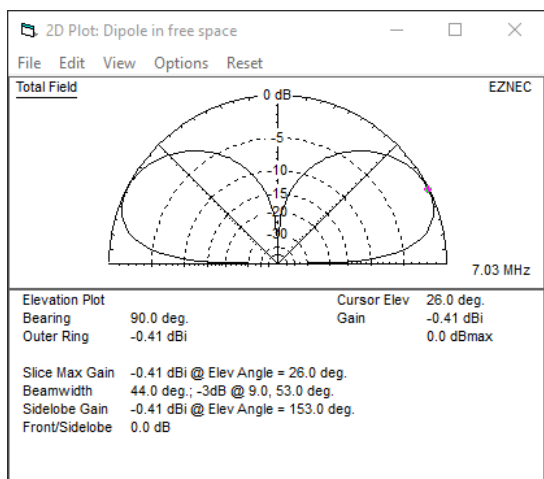 2D Plot: Dipole in free space
File Edit View Options Reset
Total Field
EZNEC
0 dB
-5
-10
-15
-20
-30
7.03 MHz
Elevation Plot
Cursor Elev 26.0 deg.
Bearing 90.0 deg.
Gain -0.41 dBi
Outer Ring -0.41 dBi
0.0 dBmax
Slice Max Gain -0.41 dBi @ Elev Angle = 26.0 deg.
Beamwidth 44.0 deg.; -3dB @ 9.0, 53.0 deg.
Sidelobe Gain -0.41 dBi @ Elev Angle = 153.0 deg.
Front/Sidelobe 0.0 dB